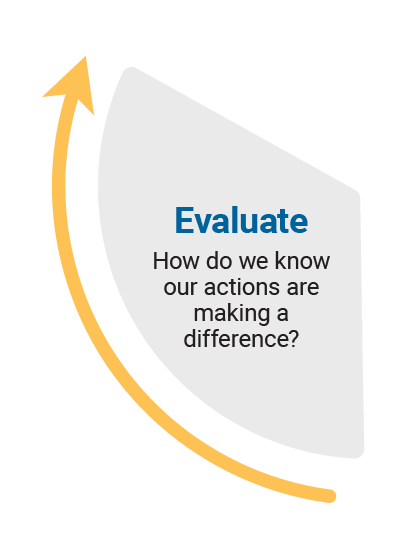 Evaluate
How do we know
our actions are
making a
difference?